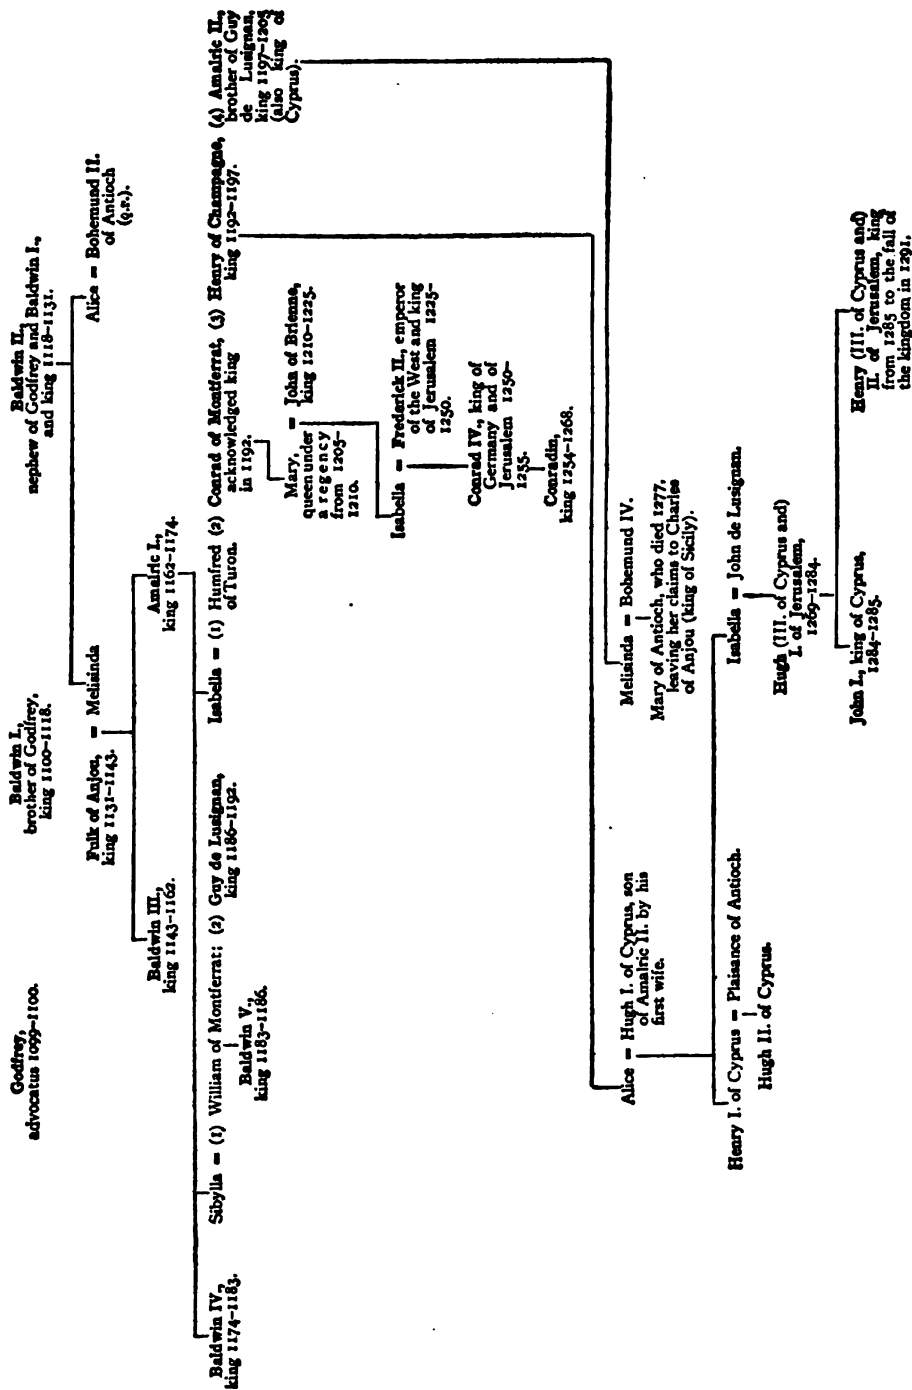 Godfrey,
advocatus 1099–1100.
Baldwin I.,
brother of Godfrey,
king 1100–1118.
Baldwin II.,
nephew of Godfrey and Baldwin I.,
and king 1118–1131.
Fulk of Anjou, = Melisinda
king 1131–1143.
Alice = Bohemund II.
of Antioch
(q.v.).
Baldwin III.,
king 1143–1162.
Amalric I.,
king 1162–1174.
Baldwin IV.,
king 1174–1183.
Sibylla = (1) William of Montferrat; (2) Guy de Lusignan,
king 1186–1192.
Baldwin V.,
king 1183–1186.
Isabella = (1) Humfred (2) Conrad of Montferrat, (3) Henry of Champagne, (4) Amalric II.,
of Turon.
acknowledged king
in 1192.
king 1192–1197.
brother of Guy
de Lusignan,
king 1197–1205
(also king of
Cyprus).
Mary, = John of Brienne,
queen under
a regency
from 1205–
1210.
king 1210–1225.
Isabella = Frederick II., emperor
of the West and king
of Jerusalem 1225–
1250.
Conrad IV., king of
Germany and of
Jerusalem 1250–
1255.
Conradin,
king 1254–1268.
Alice = Hugh I. of Cyprus, son
of Amalric II. by his
first wife.
Melisinda = Bohemund IV.
Mary of Antioch, who died 1277,
leaving her claims to Charles
of Anjou (king of Sicily).
Henry I. of Cyprus = Plaisance of Antioch.
Hugh II. of Cyprus.
Isabella = John de Lusignan.
Hugh (III. of Cyprus and)
I. of Jerusalem,
1269–1284.
John I., king of Cyprus,
1284–1285.
Henry (III. of Cyprus and)
II. of Jerusalem, king
from 1285 to the fall of
the kingdom in 1291.